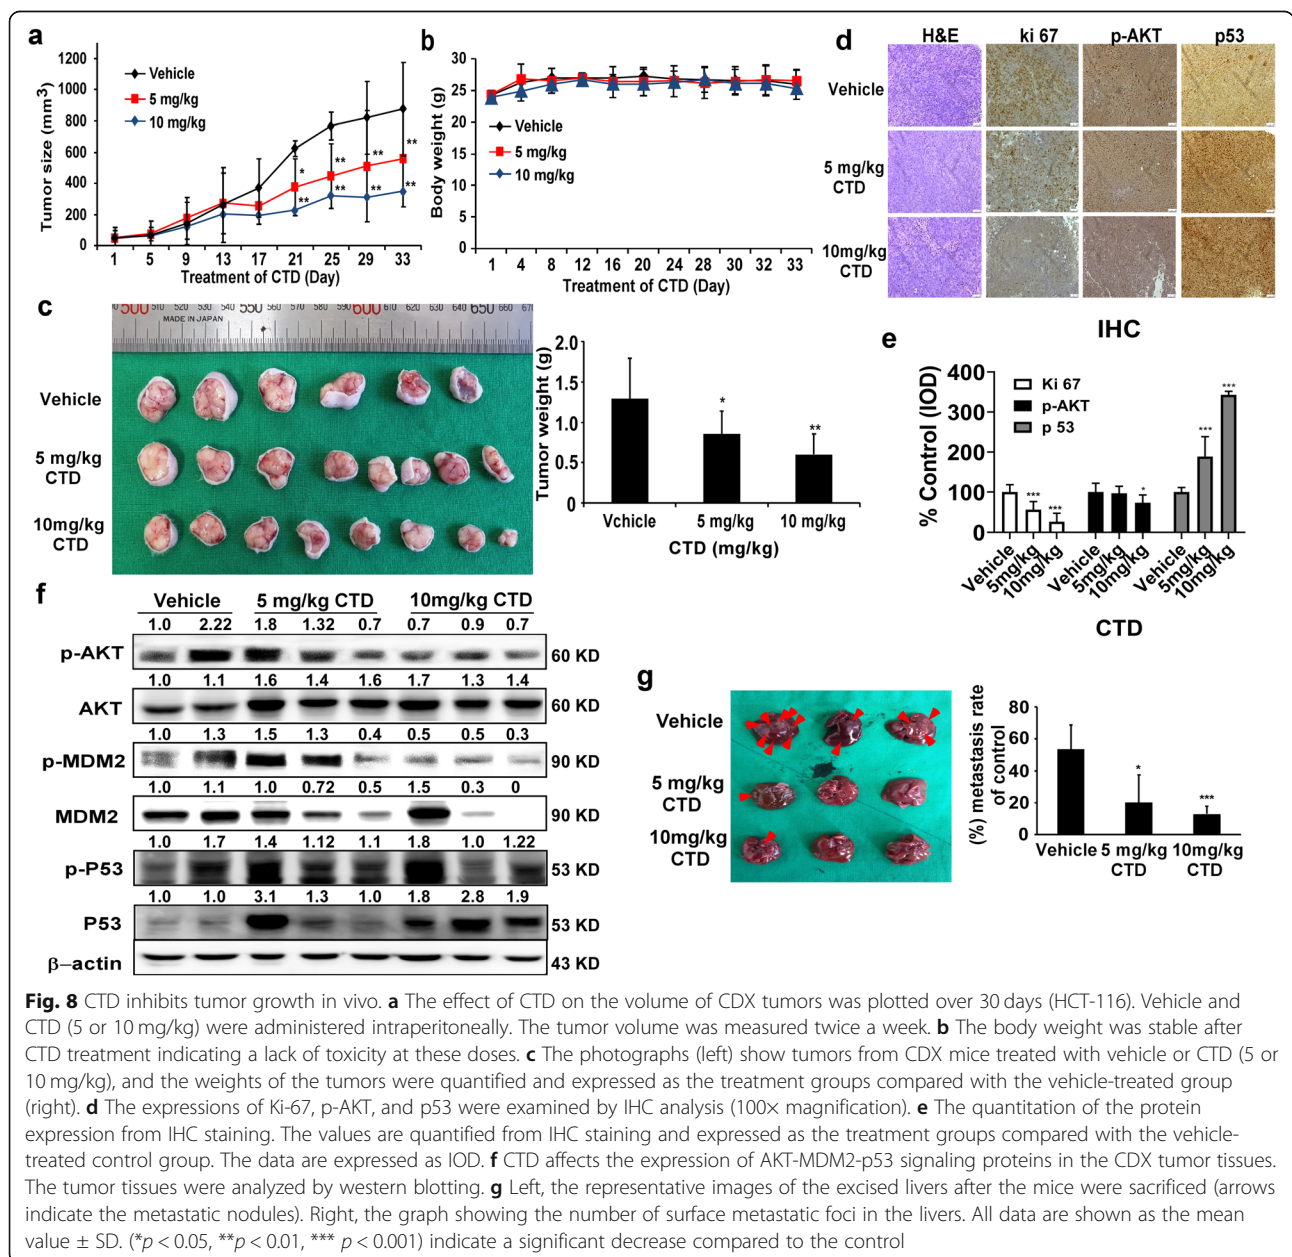 a
1200
1000
800
600
400
200
0
Tumor size (mm3)
Vehicle
5 mg/kg
10 mg/kg
*
**
**
**
**
**
**
**
1 5 9 13 17 21 25 29 33
Treatment of CTD (Day)
b
30
25
20
15
10
5
0
Body weight (g)
Vehicle
5 mg/kg
10 mg/kg
1 4 8 12 16 20 24 28 30 32 33
Treatment of CTD (Day)
d
H&E ki 67 p-AKT p53
Vehicle
5 mg/kg
CTD
10mg/kg
CTD
c
500 510 520 530 540 550 560 570 580 590 600 610 620 630 640 650 660 670
MADE IN JAPAN
Vehicle
5 mg/kg
CTD
10mg/kg
CTD
2.0
1.5
1.0
0.5
0
Tumor weight (g)
*
**
Vchicle 5 mg/kg 10 mg/kg
CTD (mg/kg)
e
IHC
400
300
200
100
0
% Control (IOD)
Ki 67
p-AKT
p 53
***
***
*
***
***
Vehicle 5mg/kg 10mg/kg Vehicle 5mg/kg 10mg/kg Vehicle 5mg/kg 10mg/kg
CTD
f
Vehicle 5 mg/kg CTD 10mg/kg CTD
1.0 2.22 1.8 1.32 0.7 0.7 0.9 0.7
p-AKT 60 KD
1.0 1.1 1.6 1.4 1.6 1.7 1.3 1.4
AKT 60 KD
1.0 1.3 1.5 1.3 0.4 0.5 0.5 0.3
p-MDM2 90 KD
1.0 1.1 1.0 0.72 0.5 1.5 0.3 0
MDM2 90 KD
1.0 1.7 1.4 1.12 1.1 1.8 1.0 1.22
p-P53 53 KD
1.0 1.0 3.1 1.3 1.0 1.8 2.8 1.9
P53 53 KD
β–actin 43 KD
g
Vehicle
5 mg/kg
CTD
10mg/kg
CTD
80
60
40
20
0
(%) metastasis rate
of control
*
***
Vehicle 5 mg/kg 10mg/kg
CTD CTD
Fig. 8 CTD inhibits tumor growth in vivo. a The effect of CTD on the volume of CDX tumors was plotted over 30 days (HCT-116). Vehicle and
CTD (5 or 10 mg/kg) were administered intraperitoneally. The tumor volume was measured twice a week. b The body weight was stable after
CTD treatment indicating a lack of toxicity at these doses. c The photographs (left) show tumors from CDX mice treated with vehicle or CTD (5 or
10 mg/kg), and the weights of the tumors were quantified and expressed as the treatment groups compared with the vehicle-treated group
(right). d The expressions of Ki-67, p-AKT, and p53 were examined by IHC analysis (100× magnification). e The quantitation of the protein
expression from IHC staining. The values are quantified from IHC staining and expressed as the treatment groups compared with the vehicle-
treated control group. The data are expressed as IOD. f CTD affects the expression of AKT-MDM2-p53 signaling proteins in the CDX tumor tissues.
The tumor tissues were analyzed by western blotting. g Left, the representative images of the excised livers after the mice were sacrificed (arrows
indicate the metastatic nodules). Right, the graph showing the number of surface metastatic foci in the livers. All data are shown as the mean
value ± SD. (*p < 0.05, **p < 0.01, *** p < 0.001) indicate a significant decrease compared to the control